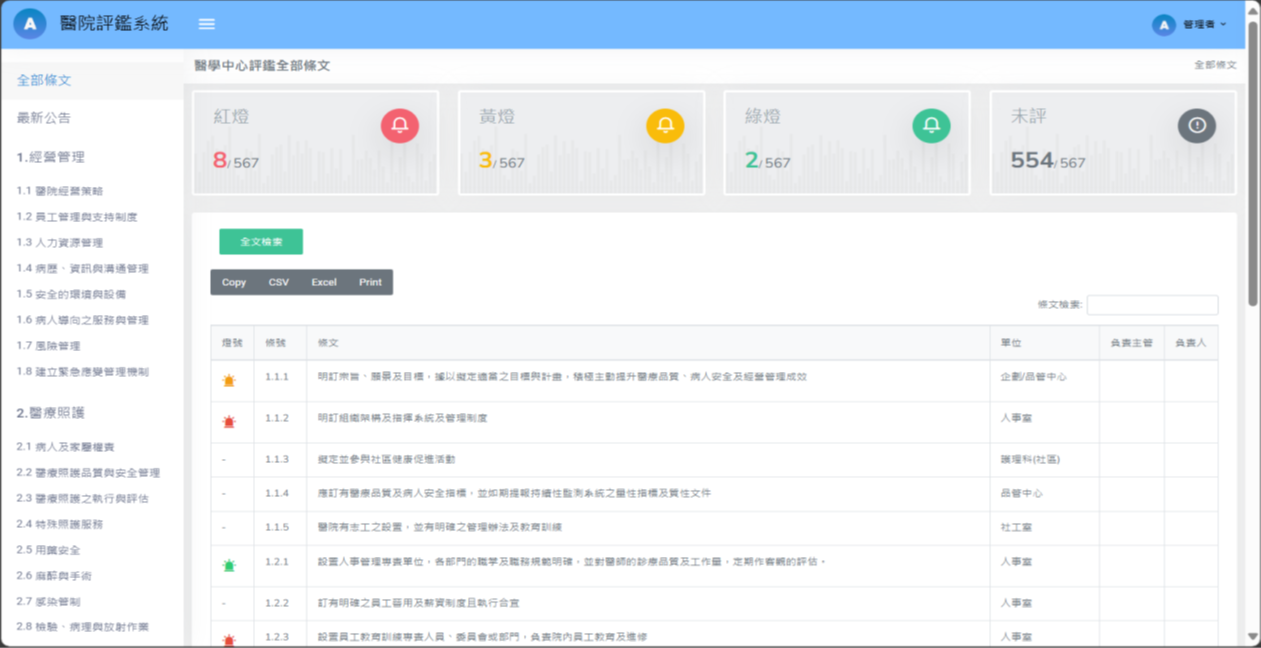 A 醫院評鑑系統
A 管理者
全部條文
最新公告
1.經營管理
1.1 醫院經營策略
1.2 員工管理與支持制度
1.3 人力資源管理
1.4 病歷、資訊與溝通管理
1.5 安全的環境與設備
1.6 病人導向之服務與管理
1.7 風險管理
1.8 建立緊急應變管理機制
2.醫療照護
2.1 病人及家屬權責
2.2 醫療照護品質與安全管理
2.3 醫療照護之執行與評估
2.4 特殊照護服務
2.5 用藥安全
2.6 麻醉與手術
2.7 感染管制
2.8 檢驗、病理與放射作業
醫學中心評鑑全部條文
全部條文
紅燈
8/567
黃燈
3/567
綠燈
2/567
未評
554/567
全文檢索
Copy CSV Excel Print
條文檢索:
燈號 條號 條文 單位 負責主管 負責人
1.1.1 明訂宗旨、願景及目標，據以擬定適當之目標與計畫，積極主動提升醫療品質、病人安全及經營管理成效 企劃/品管中心
1.1.2 明訂組織架構及指揮系統及管理制度 人事室
- 1.1.3 擬定並參與社區健康促進活動 護理科(社區)
- 1.1.4 應訂有醫療品質及病人安全指標，並如期提報持續性監測系統之量性指標及質性文件 品管中心
- 1.1.5 醫院有志工之設置，並有明確之管理辦法及教育訓練 社工室
1.2.1 設置人事管理專責單位，各部門的職掌及職務規範明確，並對醫師的診療品質及工作量，定期作客觀的評估。 人事室
- 1.2.2 訂有明確之員工晉用及薪資制度且執行合宜 人事室
1.2.3 設置員工教育訓練專責人員、委員會或部門，負責院內員工教育及進修 人事室